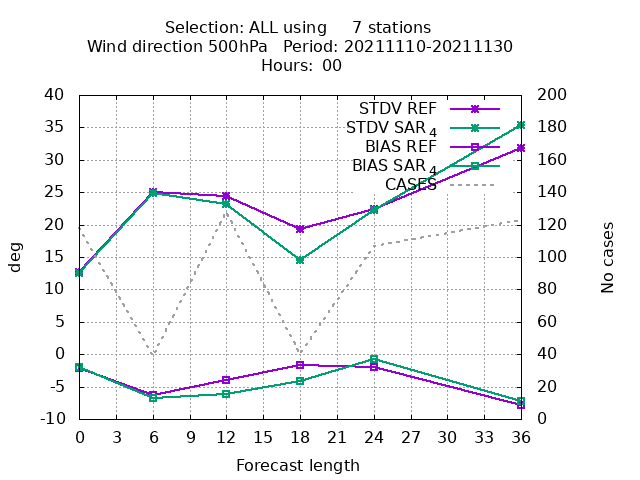 Selection: ALL using 7 stations
Wind direction 500hPa Period: 20211110-20211130
Hours: 00
40
35
30
25
20
15
10
5
0
-5
-10
deg
200
180
160
140
120
100
80
60
40
20
0
No cases
STDV REF
STDV SAR 4
BIAS REF
BIAS SAR 4
CASES
0 3 6 9 12 15 18 21 24 27 30 33 36
Forecast length